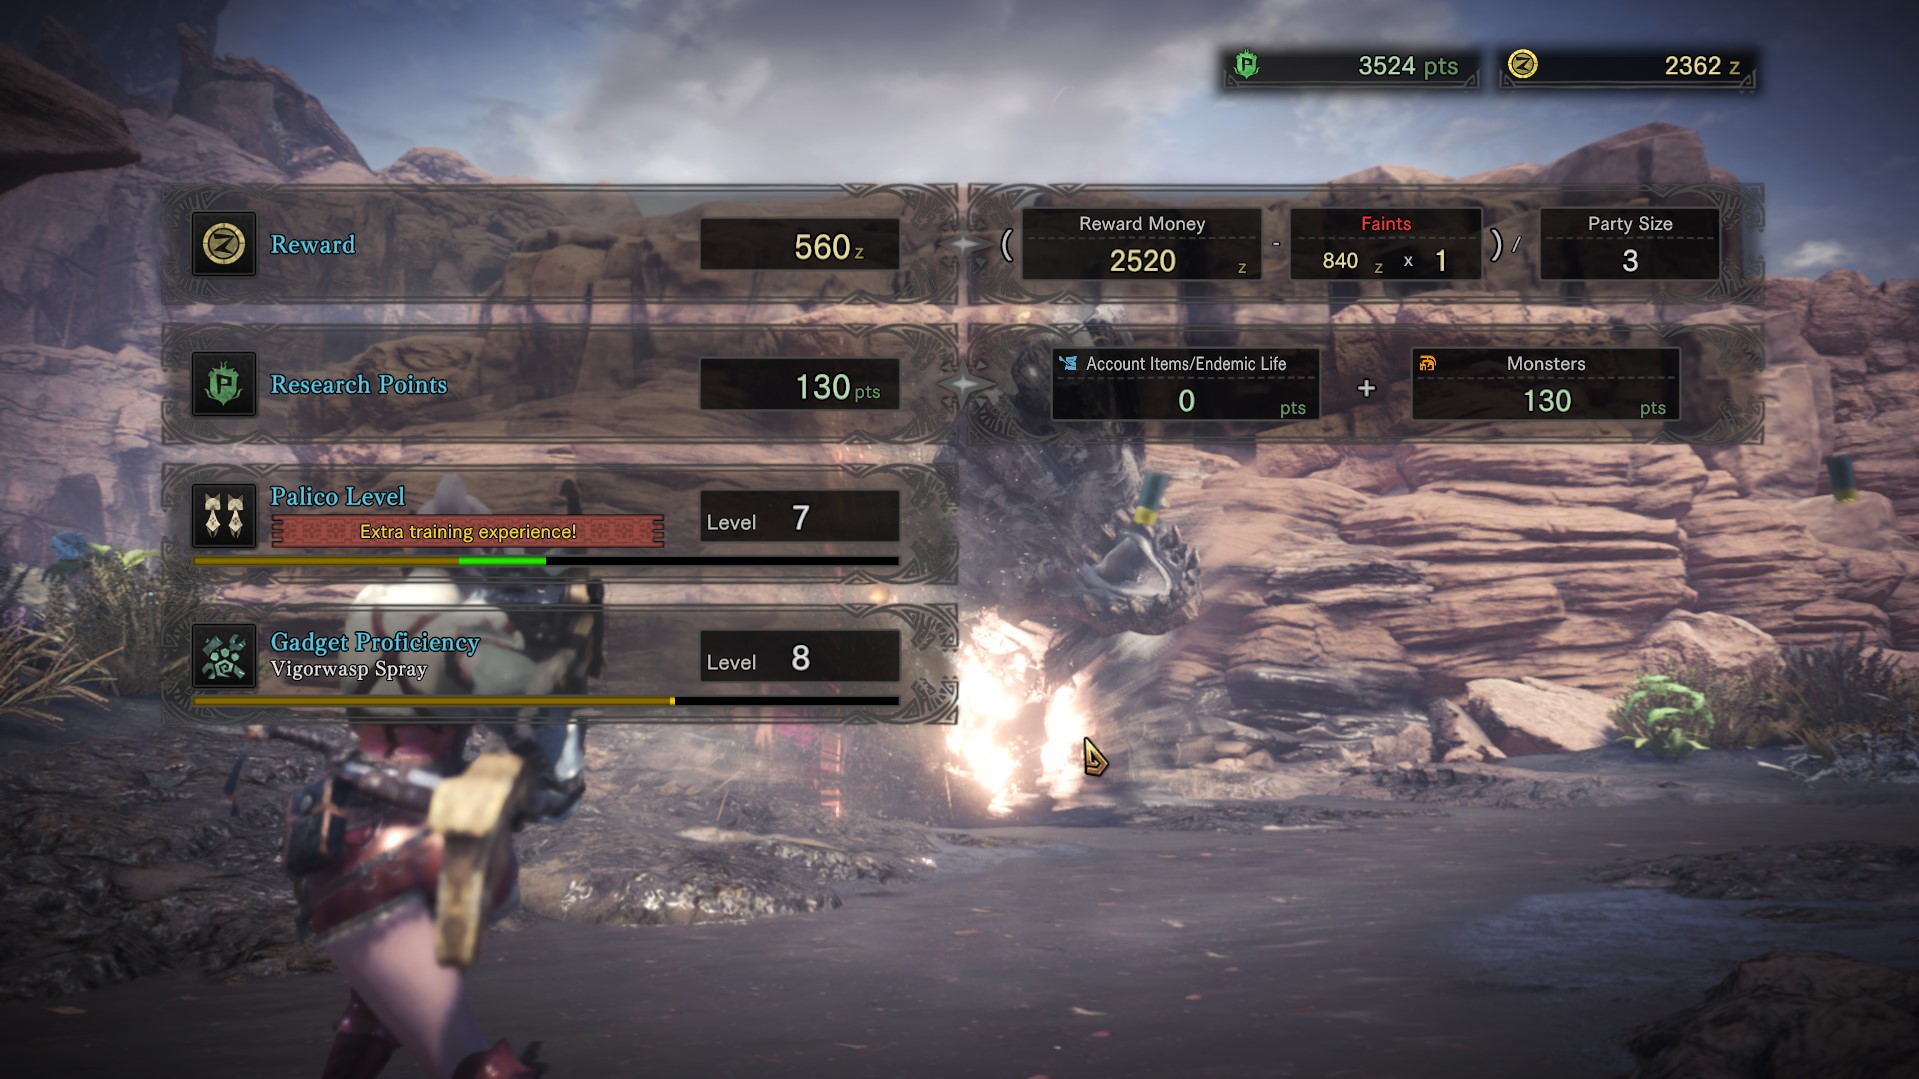 3524 pts
2362 z
Reward
560 z
( Reward Money - Faints ) / Party Size
2520 z
840 z x 1
3
Research Points
130 pts
Account Items/Endemic Life + Monsters
0 pts
130 pts
Palico Level
Extra training experience!
Level 7
Gadget Proficiency
Vigorwasp Spray
Level 8